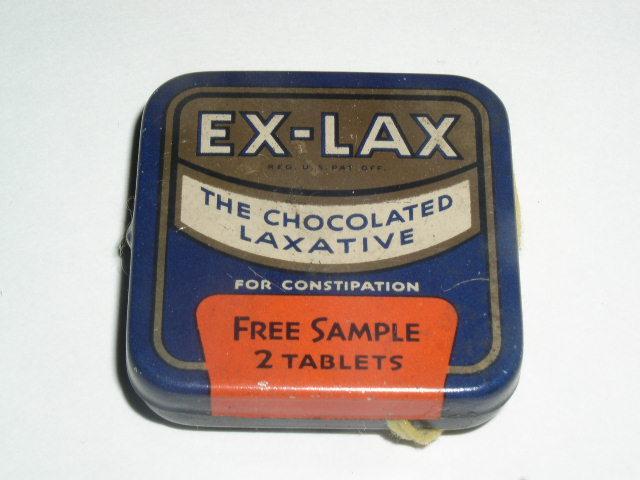 EX-LAX
REG. U.S. PAT. OFF.
THE CHOCOLATED
LAXATIVE
FOR CONSTIPATION
FREE SAMPLE
2 TABLETS